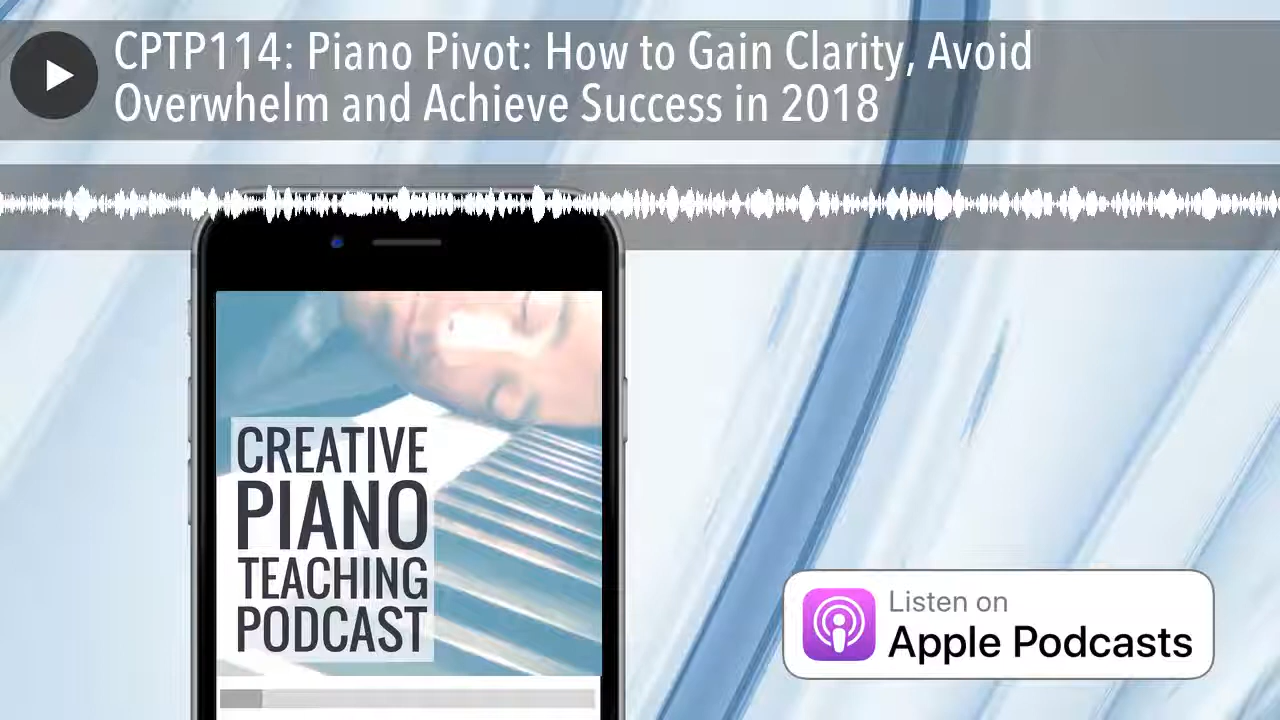 CPTP114: Piano Pivot: How to Gain Clarity, Avoid
Overwhelm and Achieve Success in 2018
CREATIVE
PIANO
TEACHING
PODCAST
Listen on
Apple Podcasts